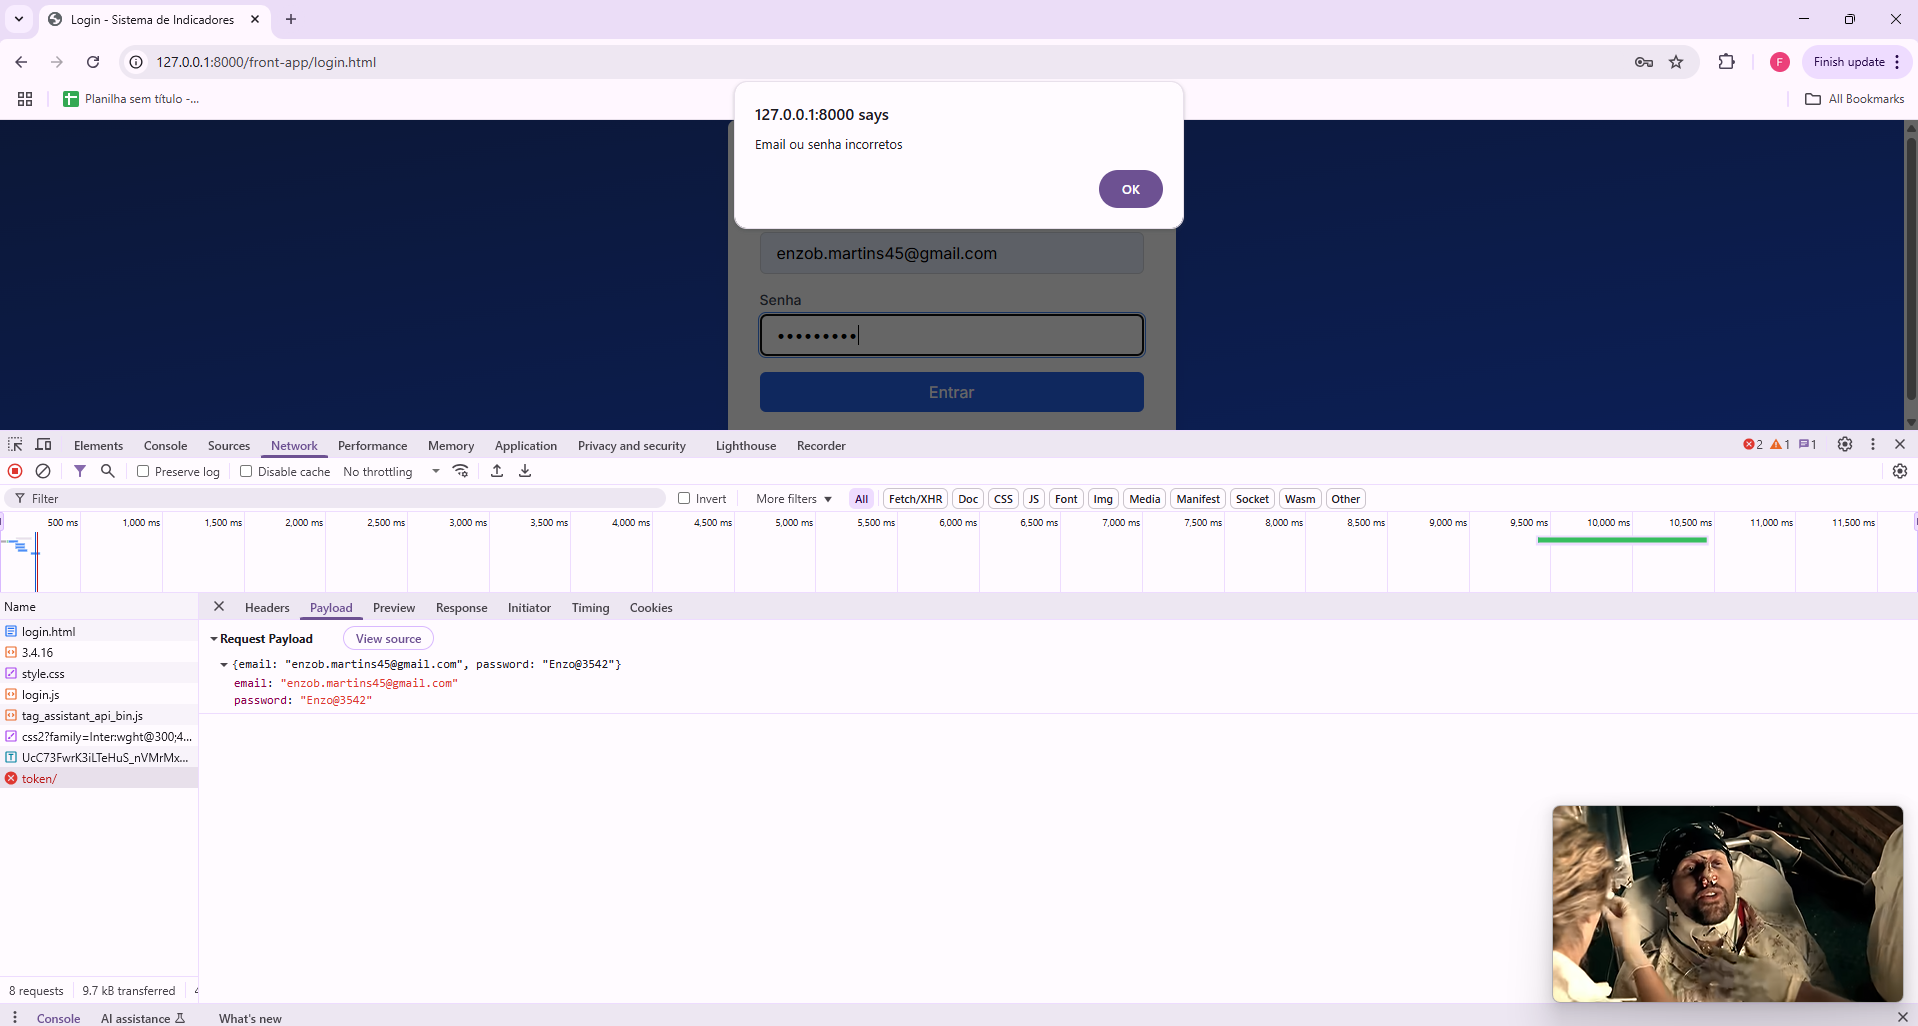 Login - Sistema de Indicadores
127.0.0.1:8000/front-app/login.html
F
Finish update
Planilha sem título -...
All Bookmarks
127.0.0.1:8000 says
Email ou senha incorretos
OK
enzob.martins45@gmail.com
Senha
Entrar
Elements Console Sources Network Performance Memory Application Privacy and security Lighthouse Recorder
2 1 1
Preserve log Disable cache No throttling
Filter Invert More filters All Fetch/XHR Doc CSS JS Font Img Media Manifest Socket Wasm Other
500 ms 1,000 ms 1,500 ms 2,000 ms 2,500 ms 3,000 ms 3,500 ms 4,000 ms 4,500 ms 5,000 ms 5,500 ms 6,000 ms 6,500 ms 7,000 ms 7,500 ms 8,000 ms 8,500 ms 9,000 ms 9,500 ms 10,000 ms 10,500 ms 11,000 ms 11,500 ms
Name
login.html
3.4.16
style.css
login.js
tag_assistant_api_bin.js
css2?family=Inter:wght@300;4...
UcC73FwrK3iLTeHuS_nVMrMx...
token/
Headers Payload Preview Response Initiator Timing Cookies
Request Payload View source
{email: "enzob.martins45@gmail.com", password: "Enzo@3542"}
email: "enzob.martins45@gmail.com"
password: "Enzo@3542"
8 requests 9.7 kB transferred
Console AI assistance What's new